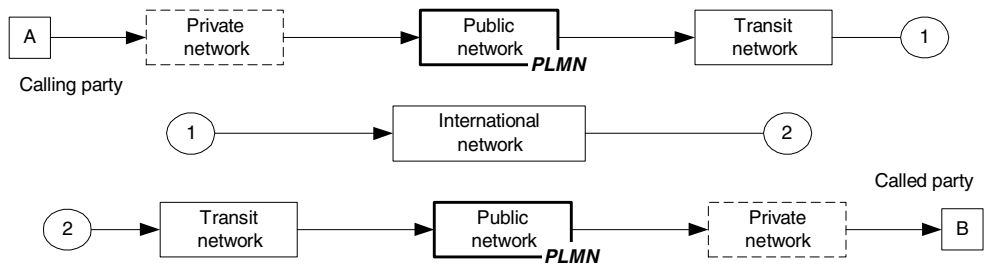 A
Private
network
Public
network
PLMN
Transit
network
1
Calling party
1
International
network
2
Called party
2
Transit
network
Public
network
PLMN
Private
network
B